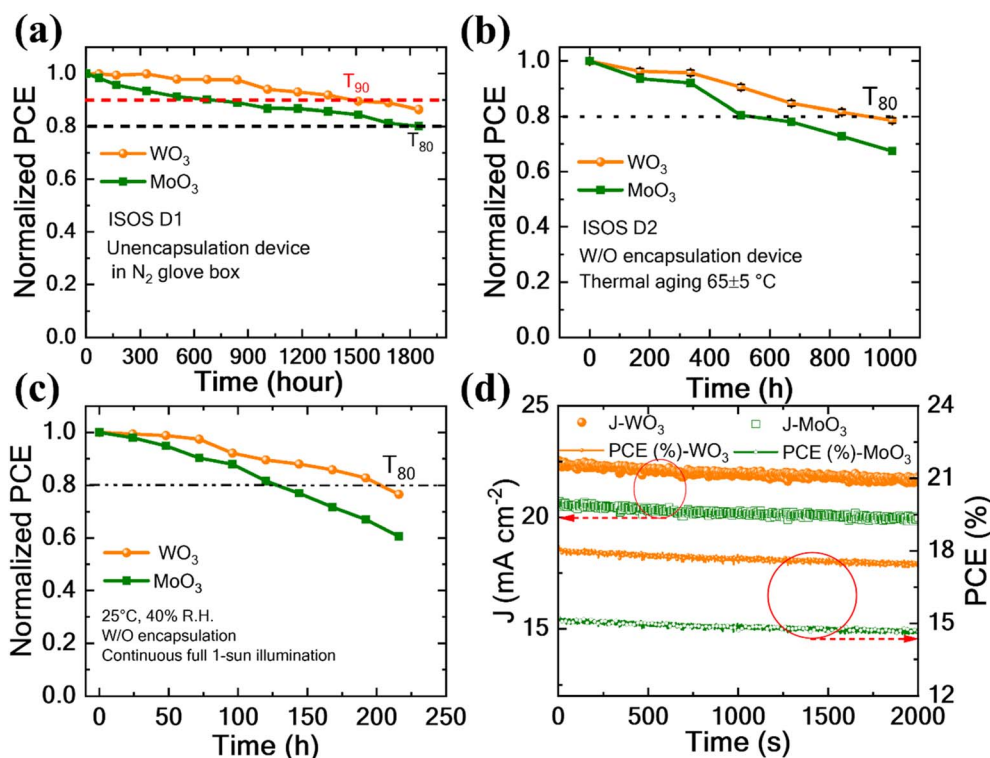 (a)
Normalized PCE
1.0
0.8
0.6
0.4
0.2
0.0
T90
T80
WO3
MoO3
ISOS D1
Unencapsulation device
in N2 glove box
0 300 600 900 1200 1500 1800
Time (hour)
(b)
Normalized PCE
1.0
0.8
0.6
0.4
0.2
0.0
T80
WO3
MoO3
ISOS D2
W/O encapsulation device
Thermal aging 65±5 °C
0 200 400 600 800 1000
Time (h)
(c)
Normalized PCE
1.0
0.8
0.6
0.4
0.2
0.0
T80
WO3
MoO3
25°C, 40% R.H.
W/O encapsulation
Continuous full 1-sun illumination
0 50 100 150 200 250
Time (h)
(d)
J (mA cm-2)
25
20
15
J-WO3 J-MoO3
PCE (%)-WO3 PCE (%)-MoO3
24
21
18
15
12
PCE (%)
0 500 1000 1500 2000
Time (s)